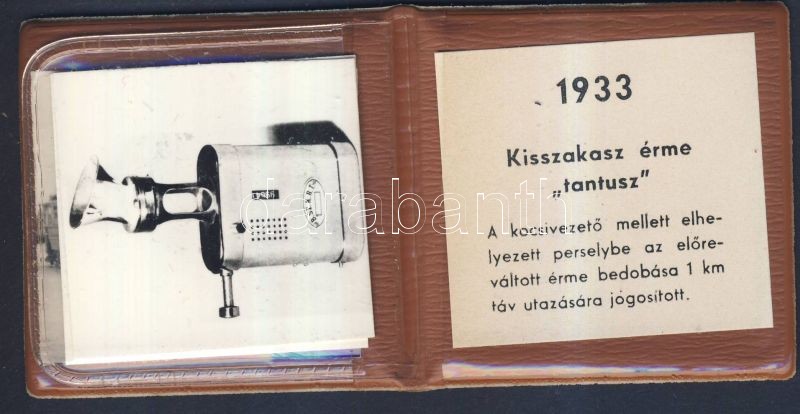 1933
Kisszakasz érme
„tantusz"
A kocsivezető mellett elhe-
lyezett perselybe az előre-
váltott érme bedobása 1 km
táv utazására jogosított.
darabanth